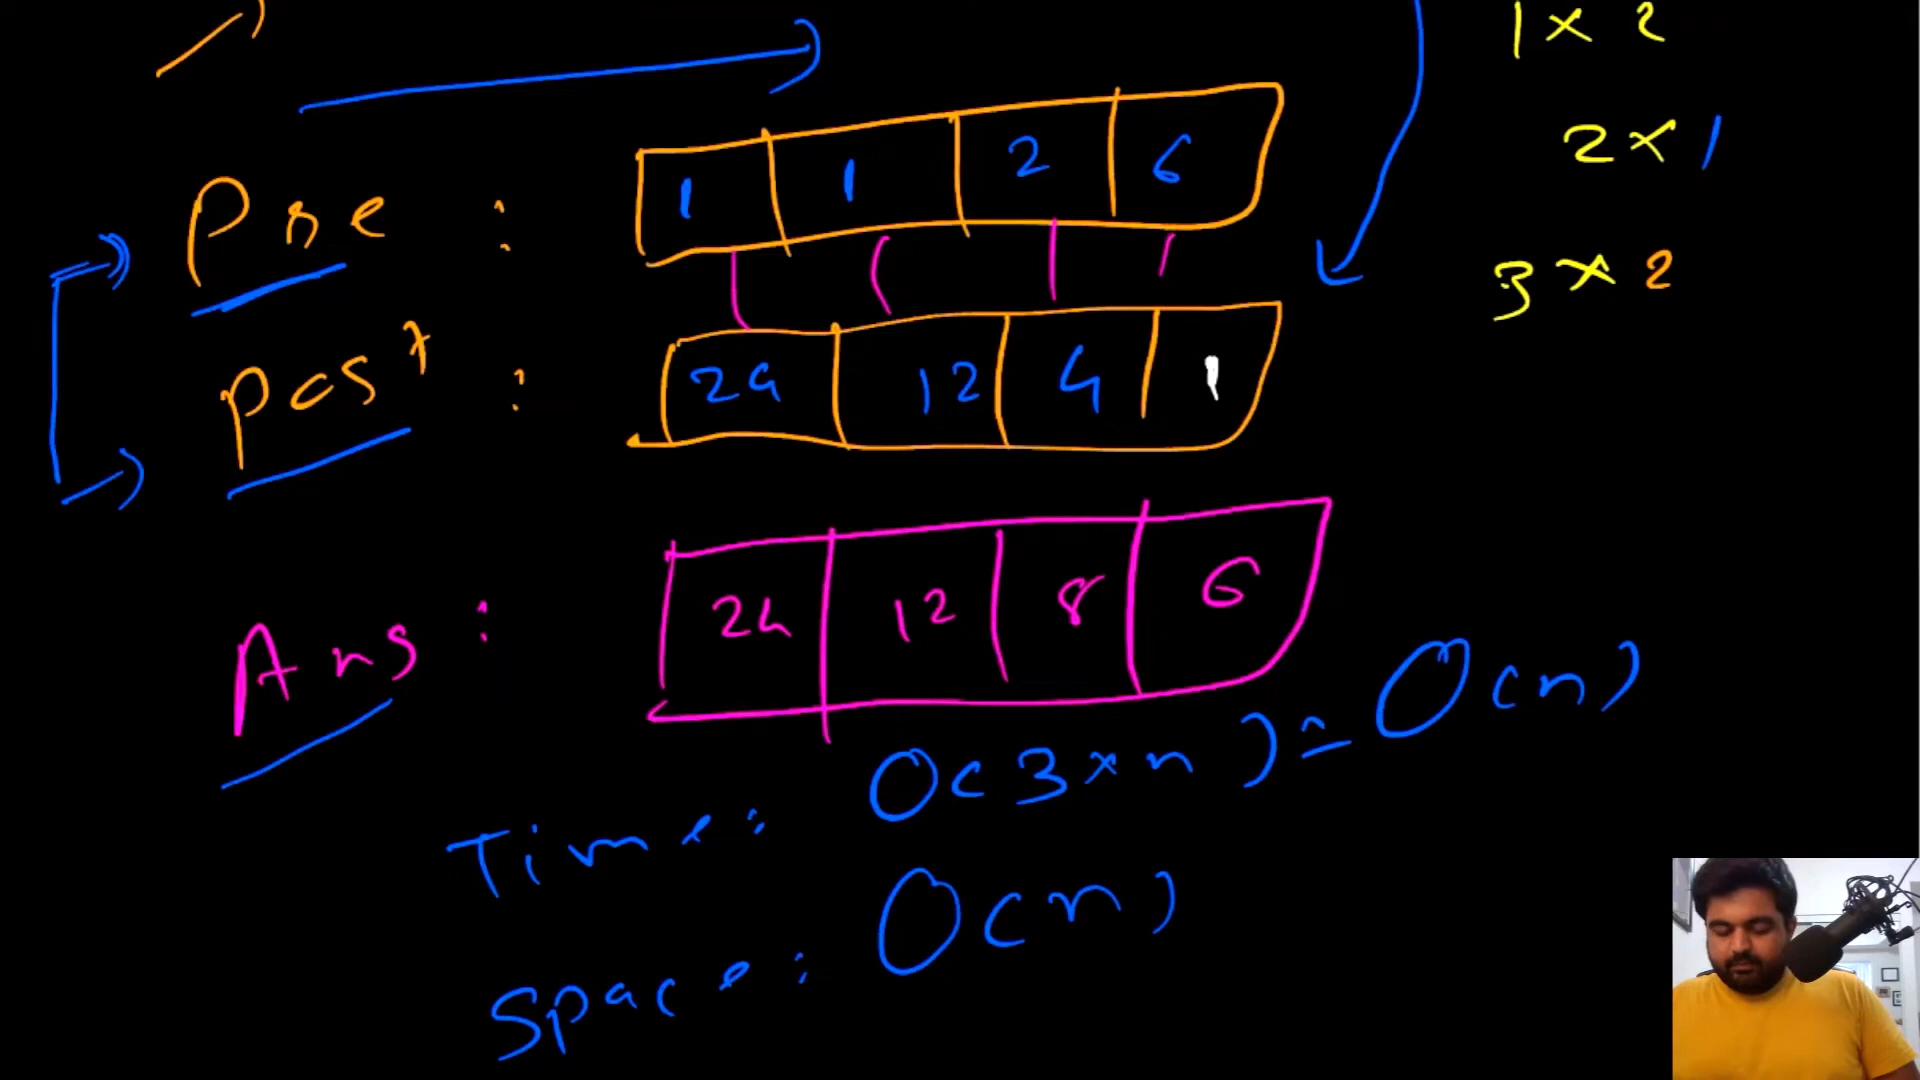 1 × 2
2 × 1
3 × 2
Pre : 1 1 2 6
Post : 24 12 4 1
Ans : 24 12 8 6
Time : O(3×n) = O(n)
Space : O(n)